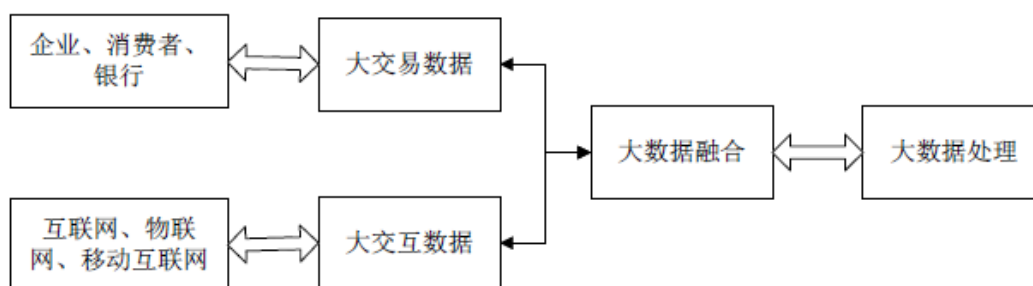 企业、消费者、
银行
大交易数据
大数据融合
大数据处理
互联网、物联
网、移动互联网
大交互数据